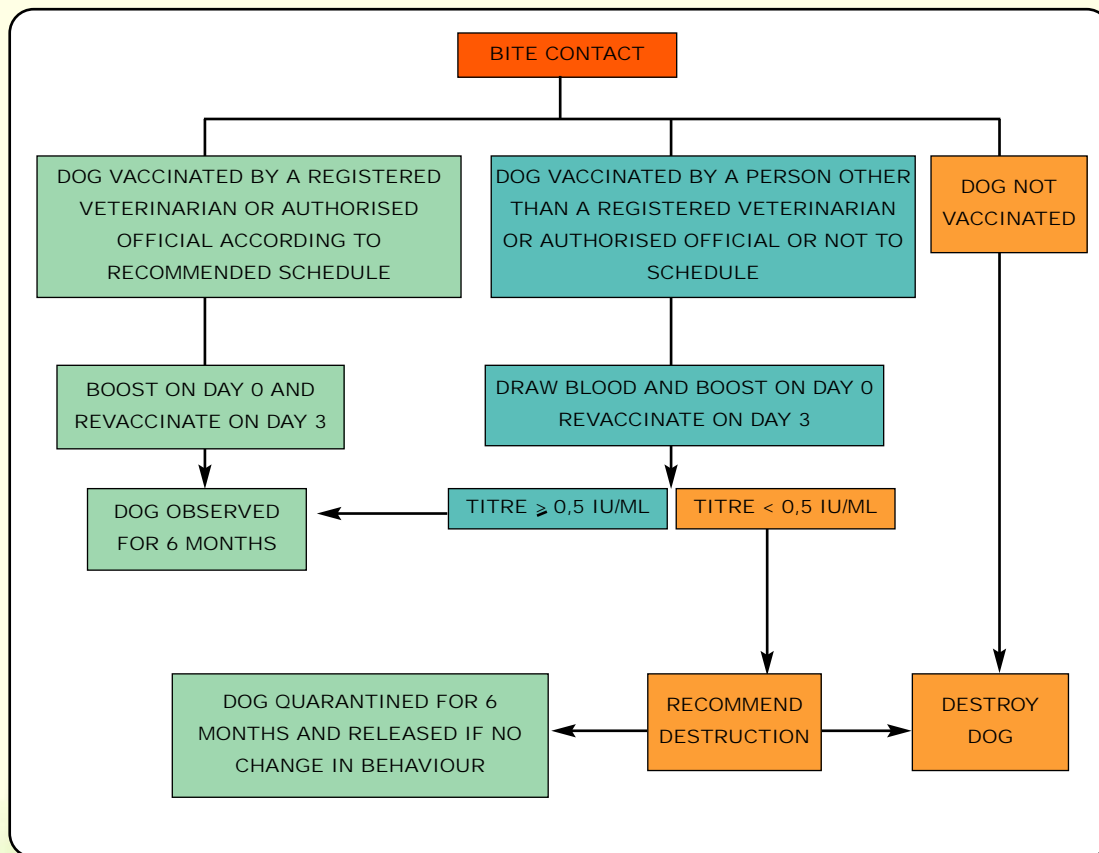 BITE CONTACT
DOG VACCINATED BY A REGISTERED
VETERINARIAN OR AUTHORISED
OFFICIAL ACCORDING TO
RECOMMENDED SCHEDULE
DOG VACCINATED BY A PERSON OTHER
THAN A REGISTERED VETERINARIAN
OR AUTHORISED OFFICIAL OR NOT TO
SCHEDULE
DOG NOT
VACCINATED
BOOST ON DAY 0 AND
REVACCINATE ON DAY 3
DRAW BLOOD AND BOOST ON DAY 0
REVACCINATE ON DAY 3
DOG OBSERVED
FOR 6 MONTHS
TITRE ⩾ 0,5 IU/ML
TITRE < 0,5 IU/ML
DOG QUARANTINED FOR 6
MONTHS AND RELEASED IF NO
CHANGE IN BEHAVIOUR
RECOMMEND
DESTRUCTION
DESTROY
DOG